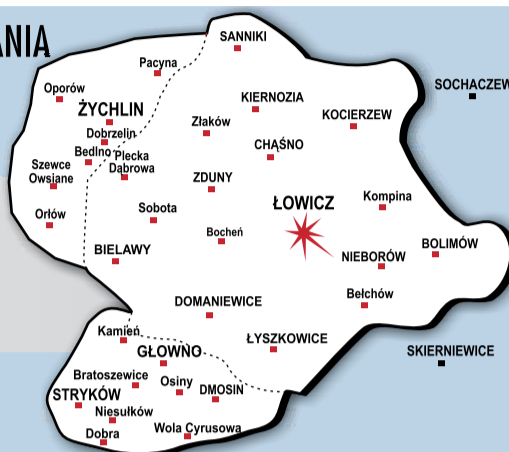 ANIA
SANNIKI
Pacyna
Oporów
SOCHACZEW
KIERNOZIA
ŻYCHLIN
KOCIERZEW
Złaków
Dobrzelin
CHĄŚNO
Bedlno
Plecka
Dąbrowa
Szewce
Owsiane
ZDUNY
Kompina
ŁOWICZ
Orłów
Sobota
Bocheń
BOLIMÓW
BIELAWY
NIEBORÓW
Bełchów
DOMANIEWICE
Kamień
ŁYSZKOWICE
GŁOWNO
SKIERNIEWICE
Bratoszewice
Osiny
DMOSIN
STRYKÓW
Niesułków
Wola Cyrusowa
Dobra